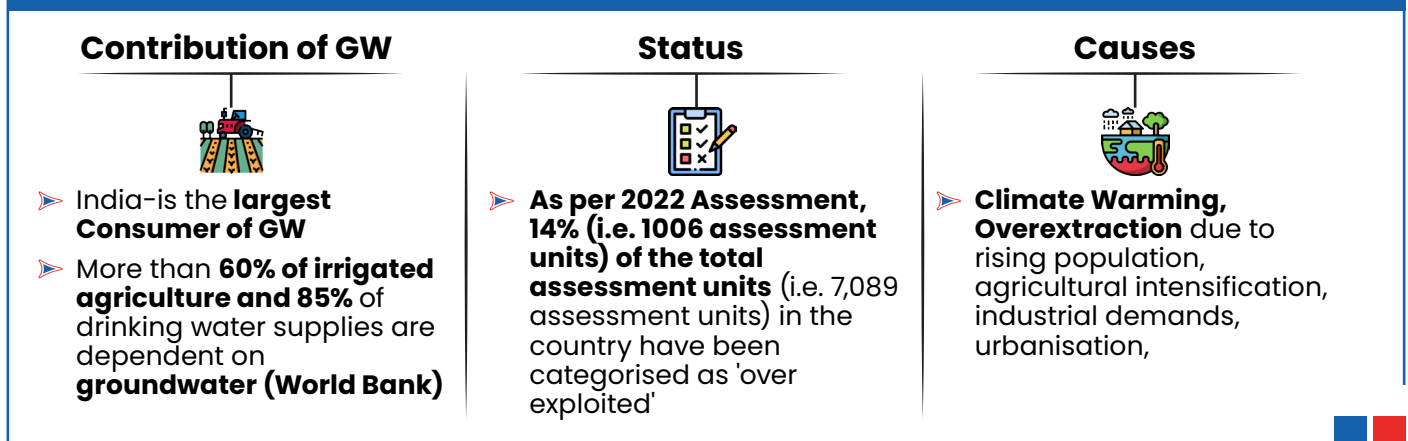 Contribution of GW
India-is the largest
Consumer of GW
More than 60% of irrigated
agriculture and 85% of
drinking water supplies are
dependent on
groundwater (World Bank)
Status
As per 2022 Assessment,
14% (i.e. 1006 assessment
units) of the total
assessment units (i.e. 7,089
assessment units) in the
country have been
categorised as 'over
exploited'
Causes
Climate Warming,
Overextraction due to
rising population,
agricultural intensification,
industrial demands,
urbanisation,